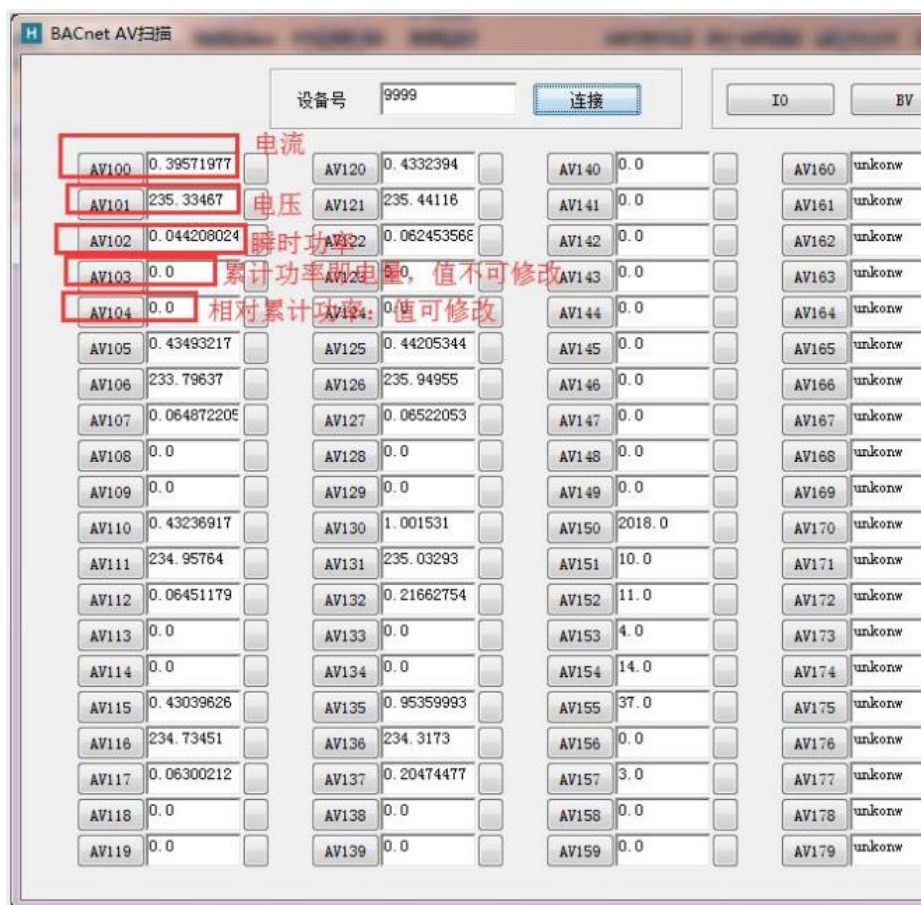 BACnet AV扫描
设备号 9999 连接 IO BV
电流
AV100 0.39571977 AV120 0.4332394 AV140 0.0 AV160 unkonw
AV101 235.33467 电压 AV121 235.44116 AV141 0.0 AV161 unkonw
AV102 0.044208024 瞬时功率 AV122 0.062453568 AV142 0.0 AV162 unkonw
AV103 0.0 累计功率即电量，值不可修改 AV123 0.0 AV143 0.0 AV163 unkonw
AV104 0.0 相对累计功率：值可修改 AV124 0.0 AV144 0.0 AV164 unkonw
AV105 0.43493217 AV125 0.44205344 AV145 0.0 AV165 unkonw
AV106 233.79637 AV126 235.94955 AV146 0.0 AV166 unkonw
AV107 0.064872205 AV127 0.06522053 AV147 0.0 AV167 unkonw
AV108 0.0 AV128 0.0 AV148 0.0 AV168 unkonw
AV109 0.0 AV129 0.0 AV149 0.0 AV169 unkonw
AV110 0.43236917 AV130 1.001531 AV150 2018.0 AV170 unkonw
AV111 234.95764 AV131 235.03293 AV151 10.0 AV171 unkonw
AV112 0.06451179 AV132 0.21662754 AV152 11.0 AV172 unkonw
AV113 0.0 AV133 0.0 AV153 4.0 AV173 unkonw
AV114 0.0 AV134 0.0 AV154 14.0 AV174 unkonw
AV115 0.43039626 AV135 0.95359993 AV155 37.0 AV175 unkonw
AV116 234.73451 AV136 234.3173 AV156 0.0 AV176 unkonw
AV117 0.06300212 AV137 0.20474477 AV157 3.0 AV177 unkonw
AV118 0.0 AV138 0.0 AV158 0.0 AV178 unkonw
AV119 0.0 AV139 0.0 AV159 0.0 AV179 unkonw